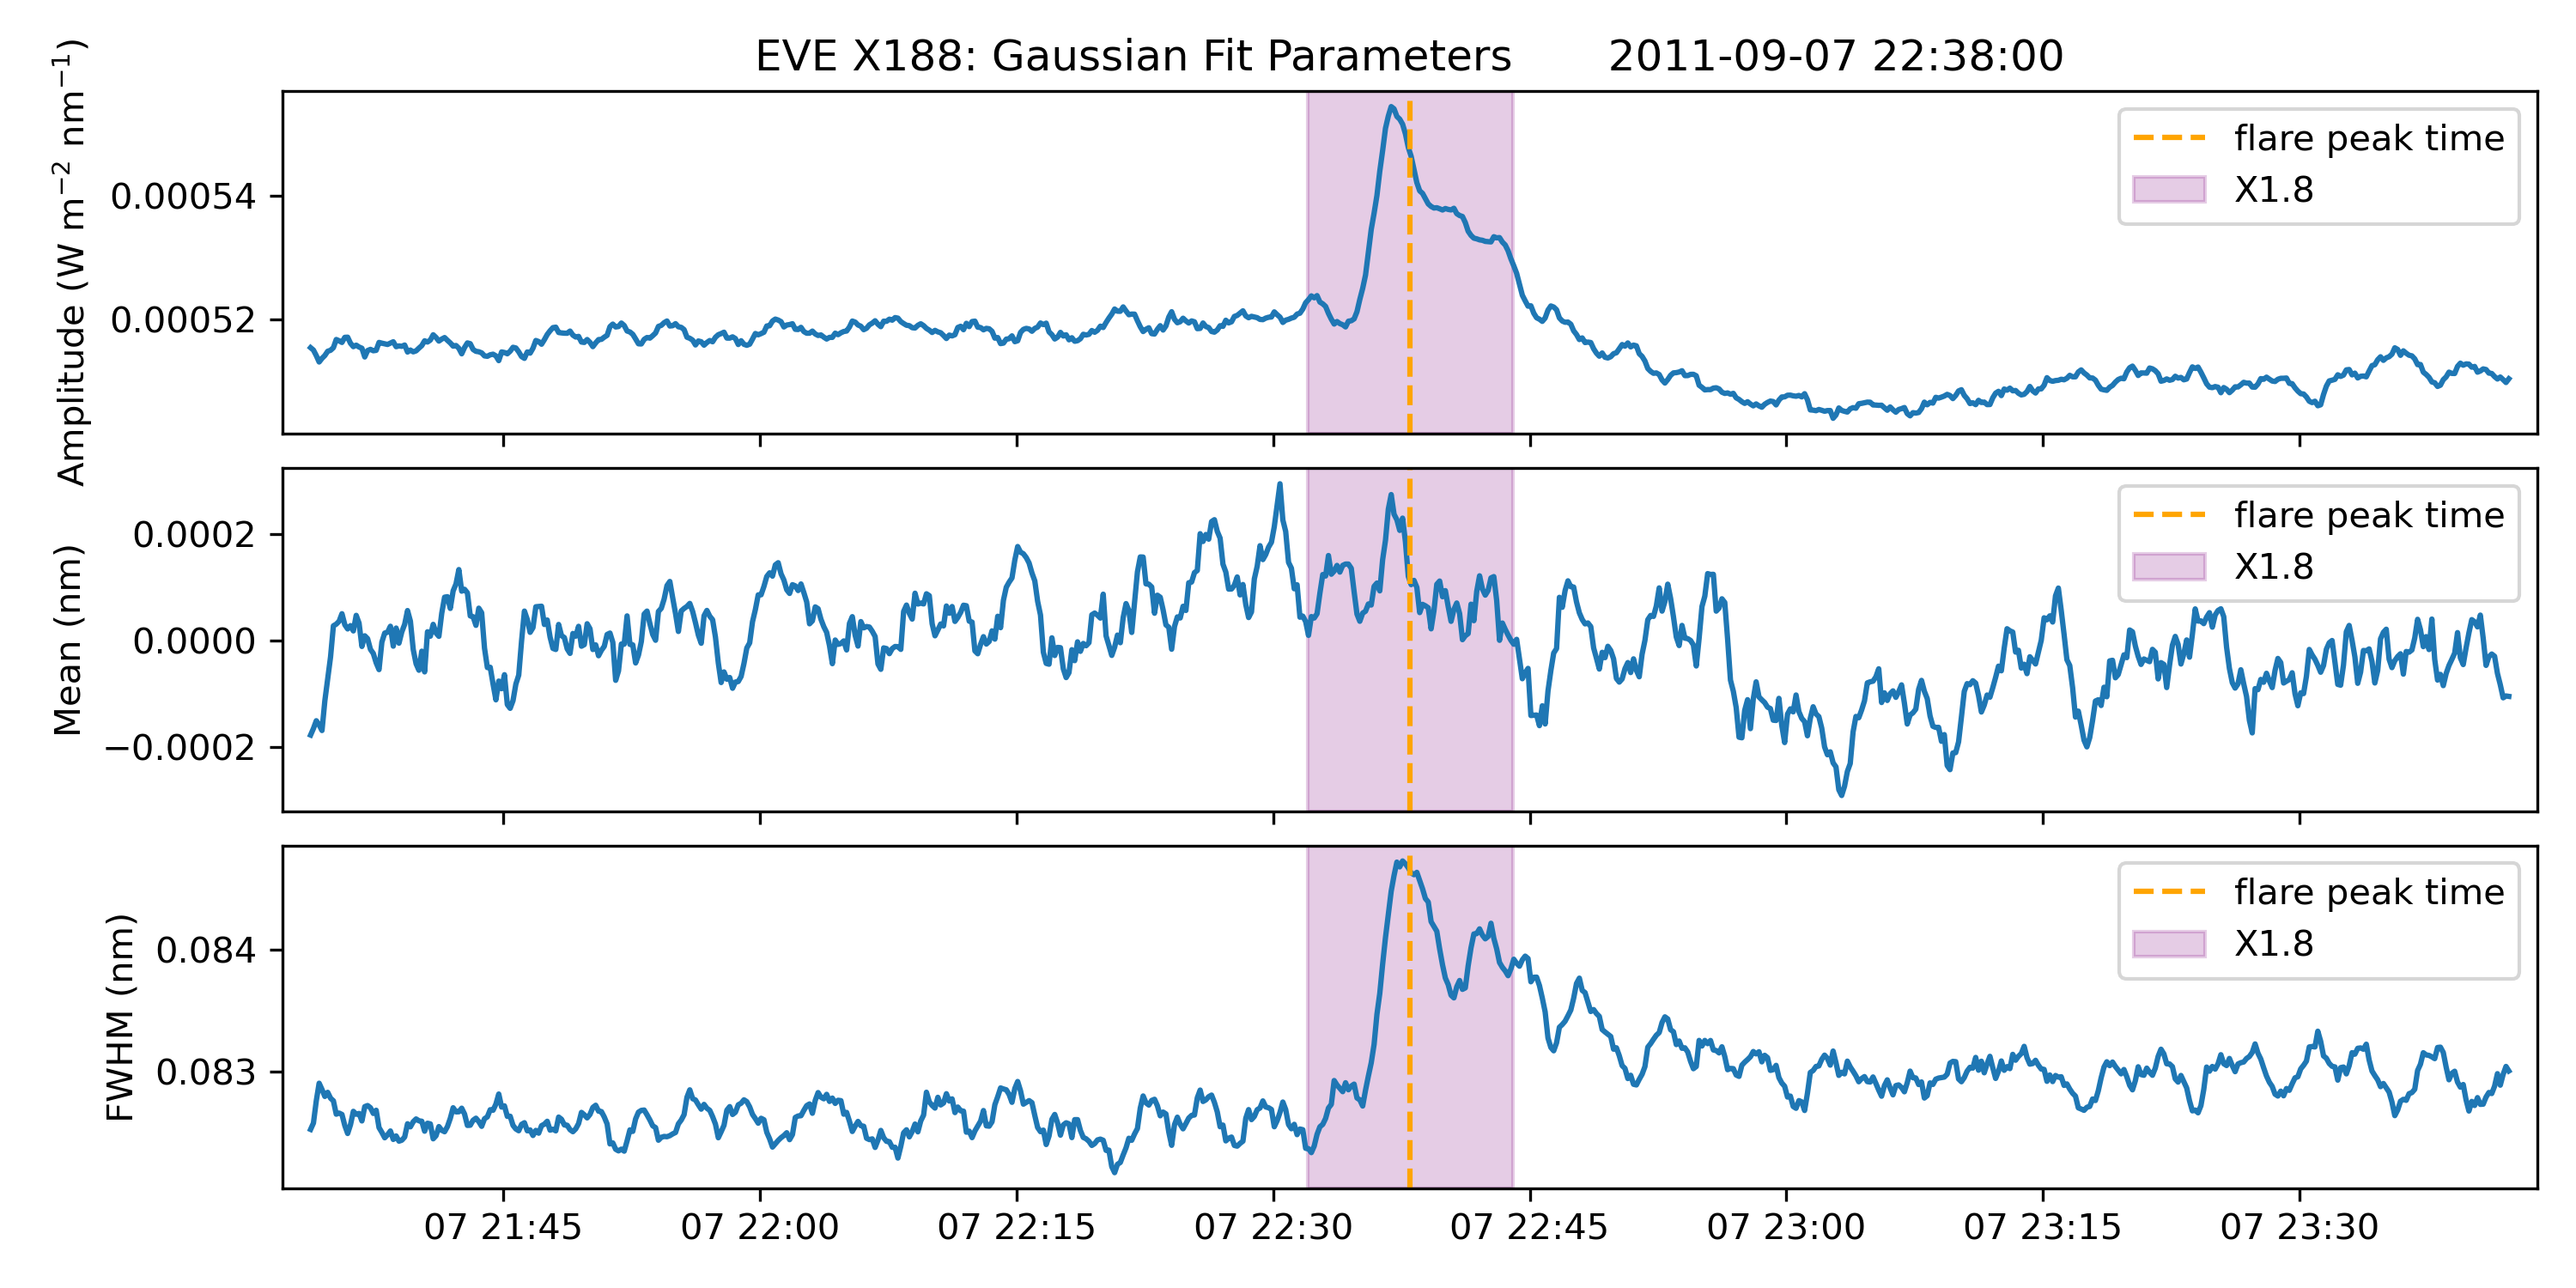 EVE X188: Gaussian Fit Parameters 2011-09-07 22:38:00
Amplitude (W m⁻² nm⁻¹)
0.00054
0.00052
flare peak time
X1.8
Mean (nm)
0.0002
0.0000
−0.0002
flare peak time
X1.8
FWHM (nm)
0.084
0.083
flare peak time
X1.8
07 21:45 07 22:00 07 22:15 07 22:30 07 22:45 07 23:00 07 23:15 07 23:30